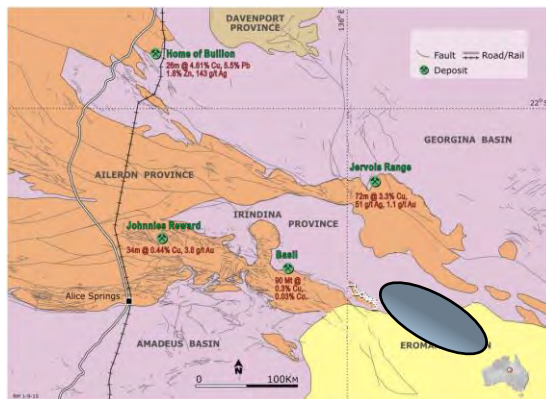 DAVENPORT
PROVINCE
136° E
Home of Bullion
26m @ 4.61% Cu, 5.5% Pb
1.8% Zn, 143 g/t Ag
Fault
Road/Rail
Deposit
22° S
GEORGINA BASIN
Jervois Range
72m @ 3.3% Cu,
51 g/t Ag, 1.1 g/t Au
AILERON PROVINCE
IRINDINA
PROVINCE
Johnnies Reward
34m @ 0.44% Cu, 3.8 g/t Au
Basil
90 Mt @
0.3% Cu,
0.03% Co.
Alice Springs
AMADEUS BASIN
EROMA
N
0
100KM